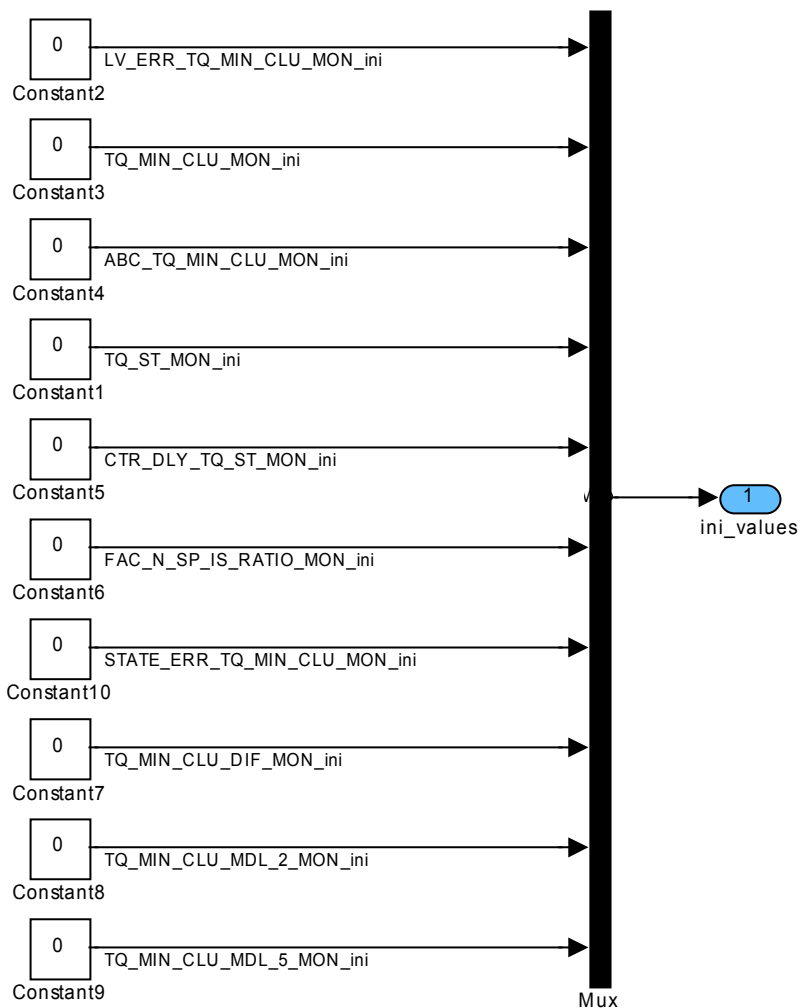 0
LV_ERR_TQ_MIN_CLU_MON_ini
Constant2
0
TQ_MIN_CLU_MON_ini
Constant3
0
ABC_TQ_MIN_CLU_MON_ini
Constant4
0
TQ_ST_MON_ini
Constant1
0
CTR_DLY_TQ_ST_MON_ini
Constant5
1
ini_values
0
FAC_N_SP_IS_RATIO_MON_ini
Constant6
0
STATE_ERR_TQ_MIN_CLU_MON_ini
Constant10
0
TQ_MIN_CLU_DIF_MON_ini
Constant7
0
TQ_MIN_CLU_MDL_2_MON_ini
Constant8
0
TQ_MIN_CLU_MDL_5_MON_ini
Constant9
Mux